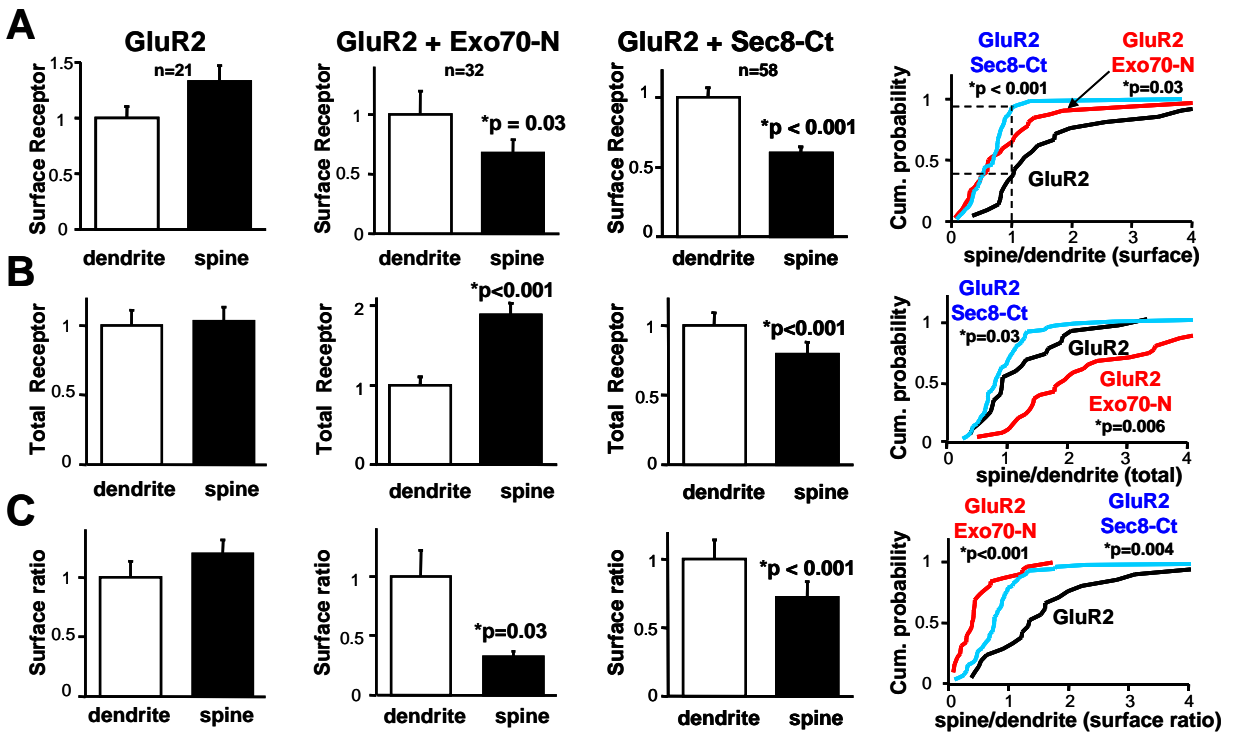 A
GluR2
GluR2 + Exo70-N
GluR2 + Sec8-Ct
n=21
n=32
n=58
Surface Receptor
1.5
1
0.5
0
dendrite spine
Surface Receptor
1
0.5
0
*p = 0.03
dendrite spine
Surface Receptor
1
0.5
0
*p < 0.001
dendrite spine
GluR2
Sec8-Ct
*p < 0.001
GluR2
Exo70-N
*p=0.03
GluR2
Cum. probability
1
0.5
0
0 1 2 3 4
spine/dendrite (surface)
B
Total Receptor
1
0.5
0
dendrite spine
Total Receptor
2
1
0
*p<0.001
dendrite spine
Total Receptor
1
0.5
0
*p<0.001
dendrite spine
GluR2
Sec8-Ct
*p=0.03
GluR2
GluR2
Exo70-N
*p=0.006
Cum. probability
1
0.5
0
0 1 2 3 4
spine/dendrite (total)
C
Surface ratio
1
0.5
0
dendrite spine
Surface ratio
1
0.5
0
*p=0.03
dendrite spine
Surface ratio
1
0.5
0
*p < 0.001
dendrite spine
GluR2
Exo70-N
*p<0.001
GluR2
Sec8-Ct
*p=0.004
GluR2
Cum. probability
1
0.5
0
0 1 2 3 4
spine/dendrite (surface ratio)